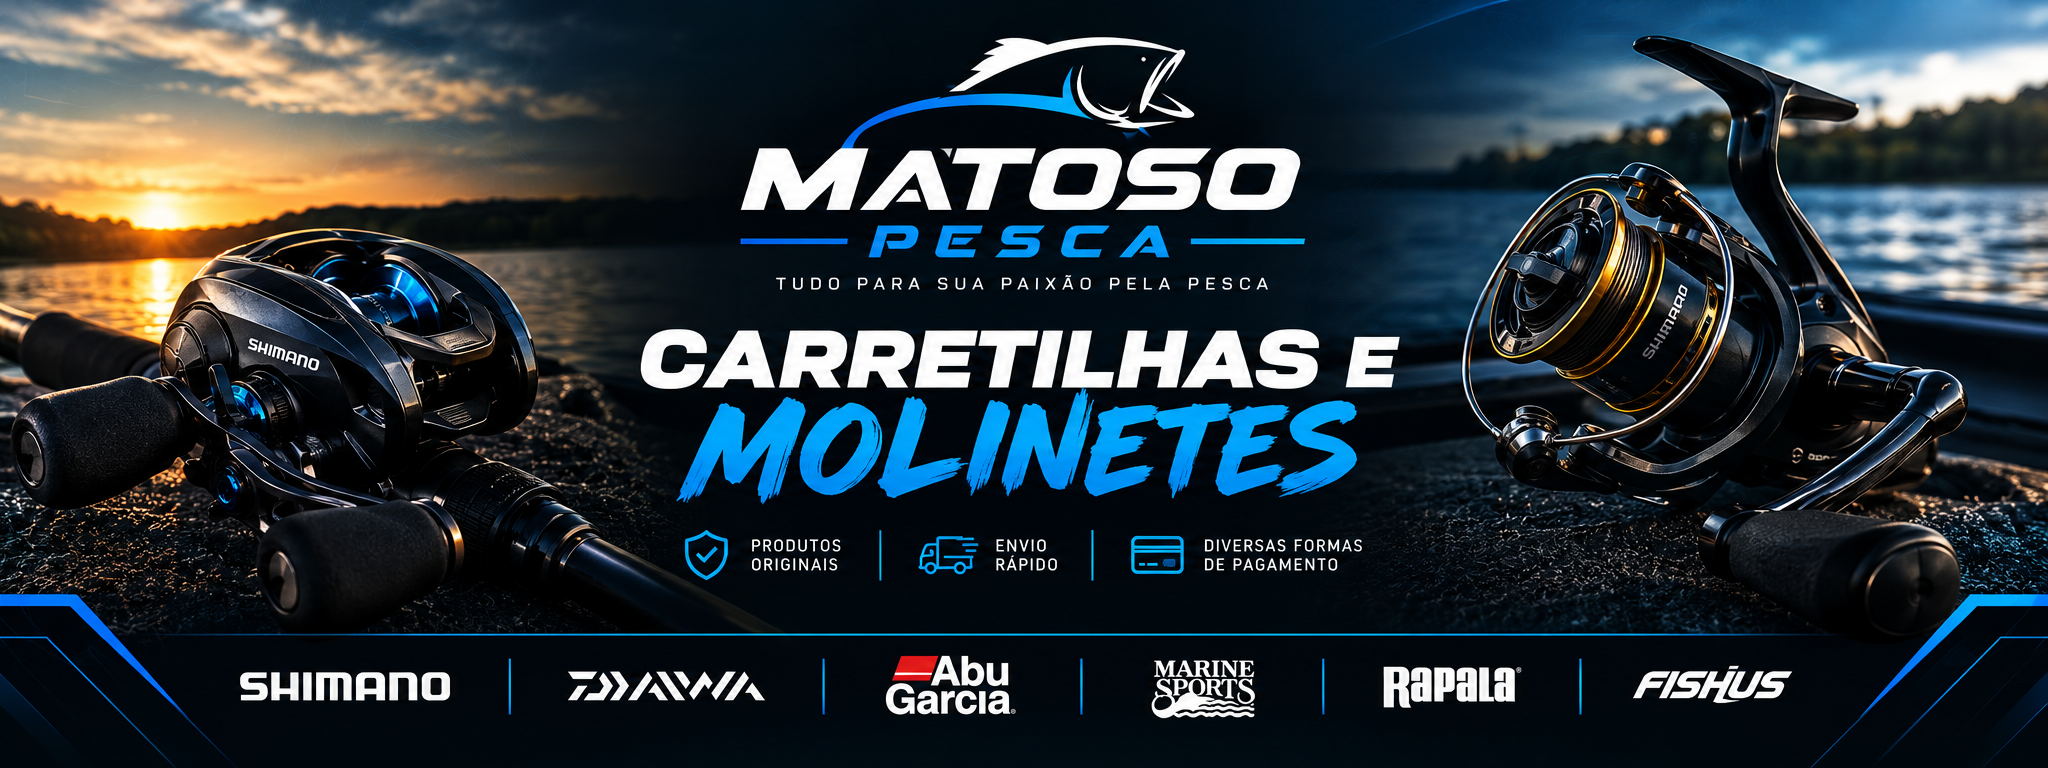 MATOSO
PESCA
TUDO PARA SUA PAIXÃO PELA PESCA
CARRETILHAS E
MOLINETES
SHIMANO
SHIMANO
PRODUTOS
ORIGINAIS
ENVIO
RÁPIDO
DIVERSAS FORMAS
DE PAGAMENTO
SHIMANO
DAIWA
Abu
Garcia
MARINE
SPORTS
Rapala
FISHUS